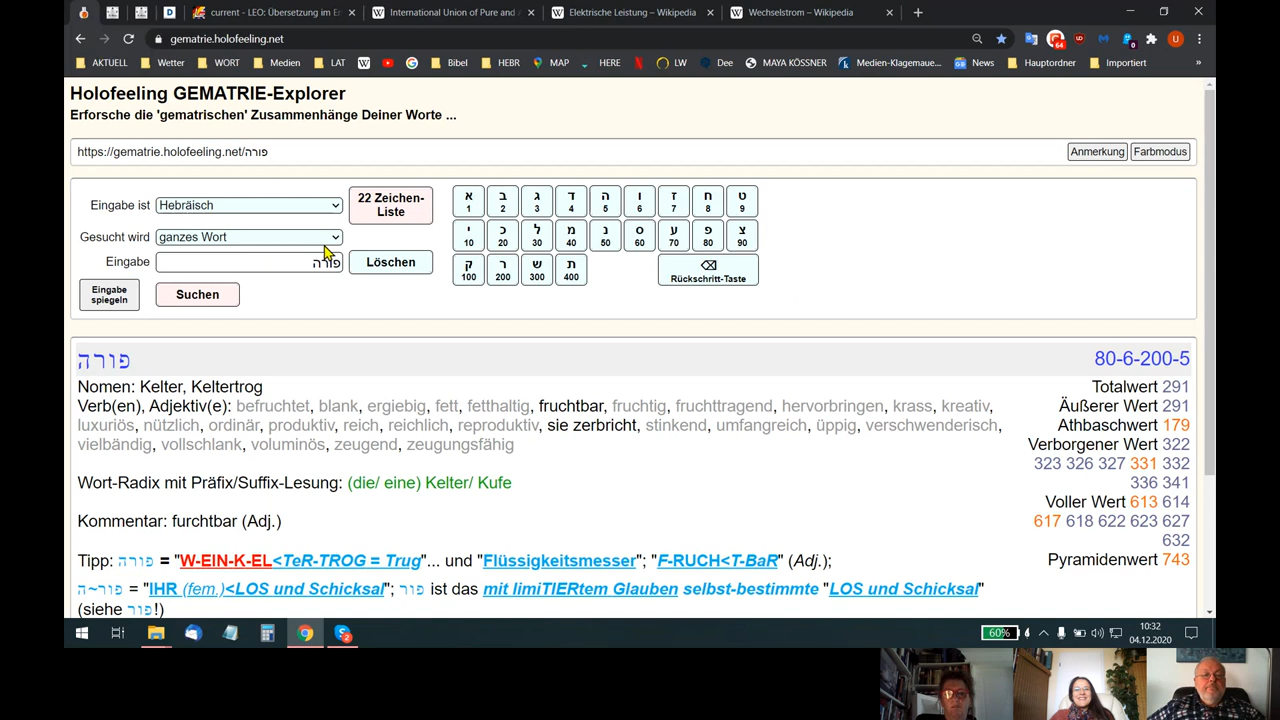 current - LEO: Übersetzung im E
International Union of Pure and A
Elektrische Leistung – Wikipedia
Wechselstrom – Wikipedia
gematrie.holofeeling.net
64
0
U
AKTUELL
Wetter
WORT
Medien
LAT
W
Bibel
HEBR
MAP
HERE
LW
Dee
MAYA KÖSSNER
Medien-Klagemaue...
News
Hauptordner
Importiert
»
Holofeeling GEMATRIE-Explorer
Erforsche die 'gematrischen' Zusammenhänge Deiner Worte ...
https://gematrie.holofeeling.net/פורה
Anmerkung
Farbmodus
Eingabe ist Hebräisch
22 Zeichen-
Liste
Gesucht wird ganzes Wort
Eingabe פורה
Löschen
Eingabe
spiegeln
Suchen
א ב ג ד ה ו ז ח ט
1 2 3 4 5 6 7 8 9
י כ ל מ נ ס ע פ צ
10 20 30 40 50 60 70 80 90
ק ר ש ת
100 200 300 400
Rückschritt-Taste
פורה
80-6-200-5
Nomen: Kelter, Keltertrog
Verb(en), Adjektiv(e): befruchtet, blank, ergiebig, fett, fetthaltig, fruchtbar, fruchtig, fruchttragend, hervorbringen, krass, kreativ,
luxuriös, nützlich, ordinär, produktiv, reich, reichlich, reproduktiv, sie zerbricht, stinkend, umfangreich, üppig, verschwenderisch,
vielbändig, vollschlank, voluminös, zeugend, zeugungsfähig
Wort-Radix mit Präfix/Suffix-Lesung: (die/ eine) Kelter/ Kufe
Kommentar: furchtbar (Adj.)
Tipp: פורה = "W-EIN-K-EL<TeR-TROG = Trug"... und "Flüssigkeitsmesser"; "F-RUCH<T-BaR" (Adj.);
פור~ה = "IHR (fem.)<LOS und Schicksal"; פור ist das mit limiTIERtem Glauben selbst-bestimmte "LOS und Schicksal"
(siehe פור!)
Totalwert 291
Äußerer Wert 291
Athbaschwert 179
Verborgener Wert 322
323 326 327 331 332
336 341
Voller Wert 613 614
617 618 622 623 627
632
Pyramidenwert 743
60%
10:32
04.12.2020